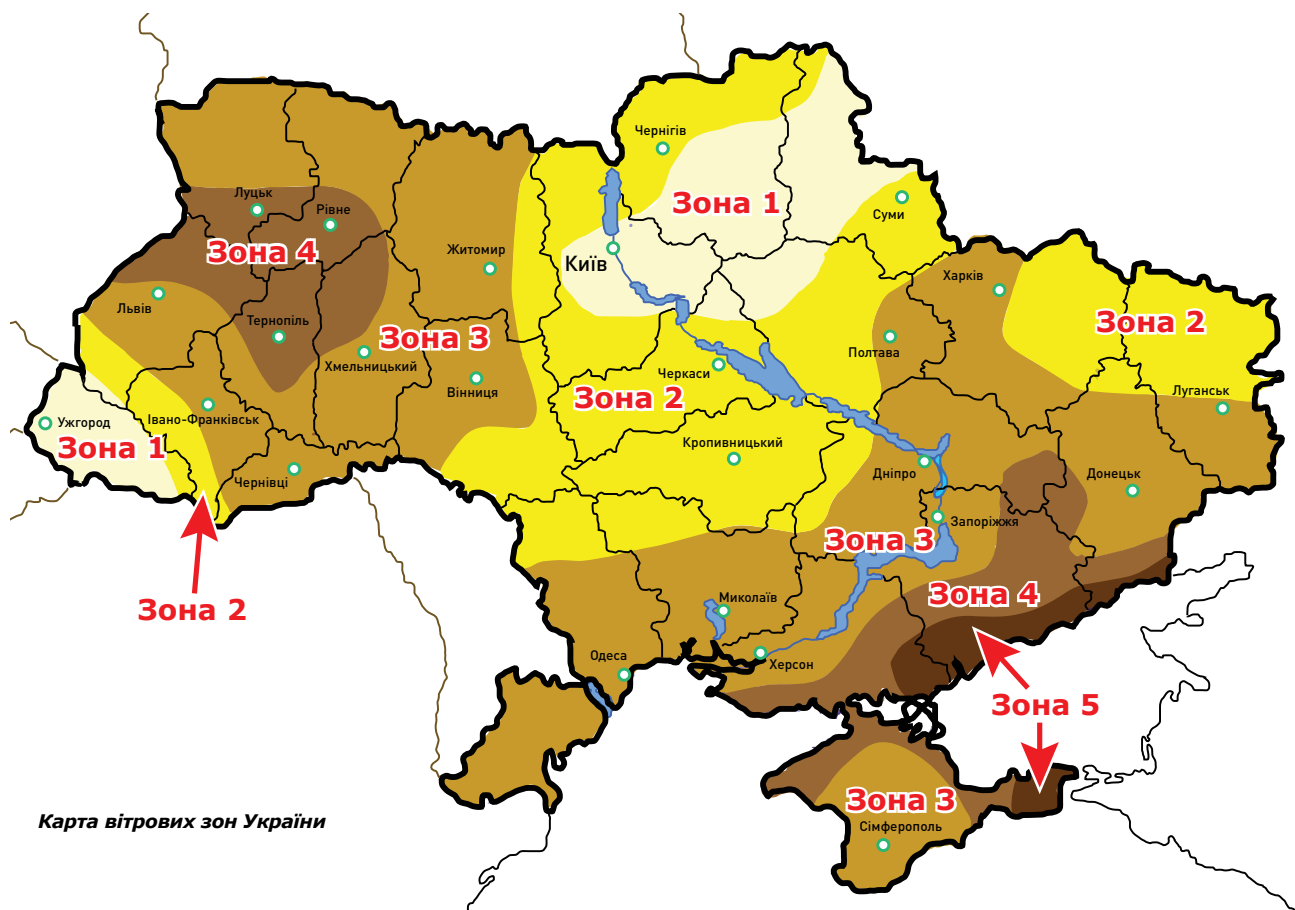 Чернігів
Луцьк
Зона 1
Рівне
Суми
Зона 4
Житомир
Київ
Харків
Львів
Тернопіль
Зона 3
Зона 2
Полтава
Хмельницький
Черкаси
Вінниця
Зона 2
Луганськ
Ужгород
Івано-Франківськ
Зона 1
Кропивницький
Чернівці
Дніпро
Донецьк
Запоріжжя
Зона 3
Зона 2
Миколаїв
Зона 4
Одеса
Херсон
Зона 5
Зона 3
Карта вітрових зон України
Сімферополь